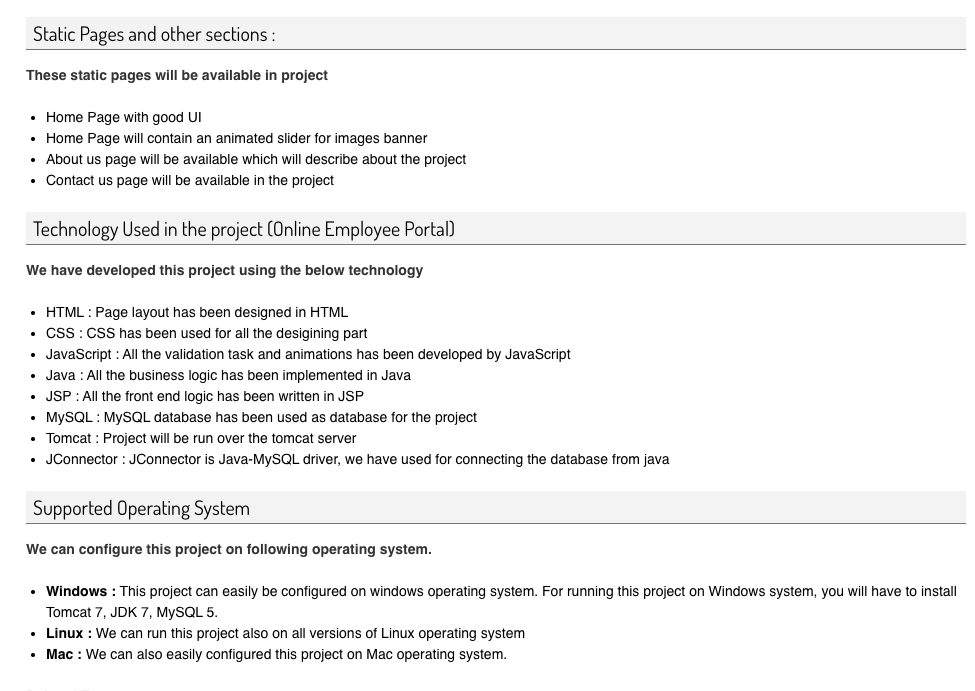 Static Pages and other sections :
These static pages will be available in project
• Home Page with good UI
• Home Page will contain an animated slider for images banner
• About us page will be available which will describe about the project
• Contact us page will be available in the project
Technology Used in the project (Online Employee Portal)
We have developed this project using the below technology
• HTML : Page layout has been designed in HTML
• CSS : CSS has been used for all the desigining part
• JavaScript : All the validation task and animations has been developed by JavaScript
• Java : All the business logic has been implemented in Java
• JSP : All the front end logic has been written in JSP
• MySQL : MySQL database has been used as database for the project
• Tomcat : Project will be run over the tomcat server
• JConnector : JConnector is Java-MySQL driver, we have used for connecting the database from java
Supported Operating System
We can configure this project on following operating system.
• Windows : This project can easily be configured on windows operating system. For running this project on Windows system, you will have to install
Tomcat 7, JDK 7, MySQL 5.
• Linux : We can run this project also on all versions of Linux operating system
• Mac : We can also easily configured this project on Mac operating system.